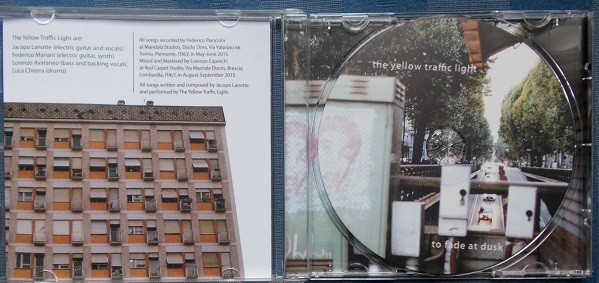 The Yellow Traffic Light are:
Jacopo Lanotte (electric guitar and vocals)
Federico Mariani (electric guitar, synth)
Lorenzo Avataneo (bass and backing vocals)
Luca Chiorra (drums)
All songs recorded by Federico Pianciola
at Mandala Studios, Docks Dora, Via Valprato 68
Torino, Piemonte, ITALY, in May-June 2015.
Mixed and Mastered by Lorenzo Caperchi
at Red Carpet Studio, Via Maiolale Ducco, Brescia,
Lombardia, ITALY, in August-September 2015.
All songs written and composed by Jacopo Lanotte
and performed by The Yellow Traffic Light.
the yellow traffic light
to fade at dusk